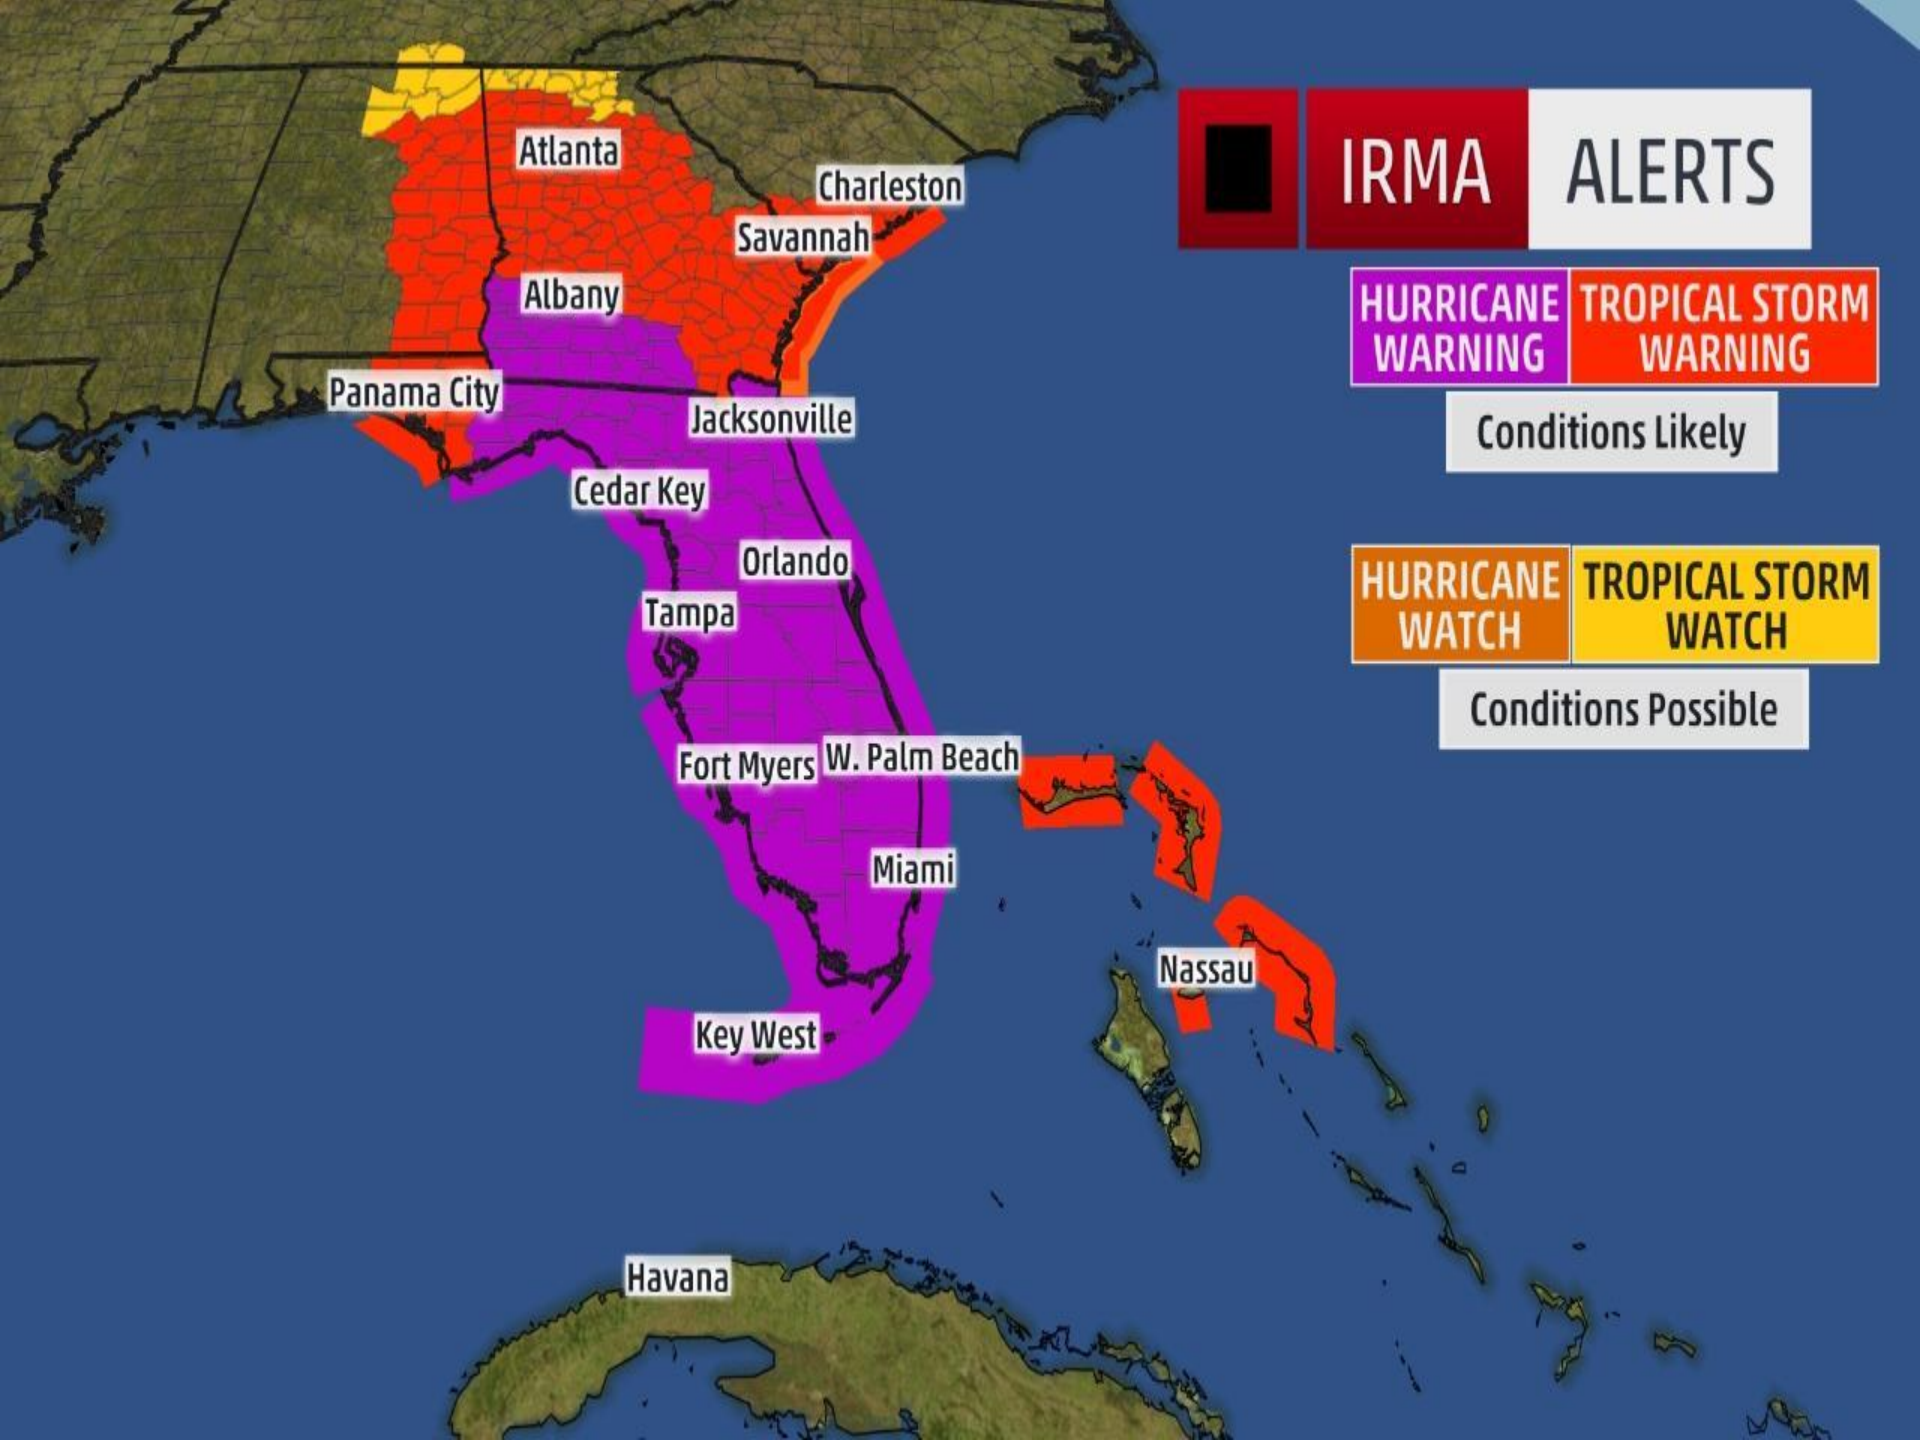 IRMA ALERTS
HURRICANE
WARNING
TROPICAL STORM
WARNING
Conditions Likely
HURRICANE
WATCH
TROPICAL STORM
WATCH
Conditions Possible
Atlanta
Charleston
Savannah
Albany
Panama City
Jacksonville
Cedar Key
Orlando
Tampa
Fort Myers
W. Palm Beach
Miami
Nassau
Key West
Havana